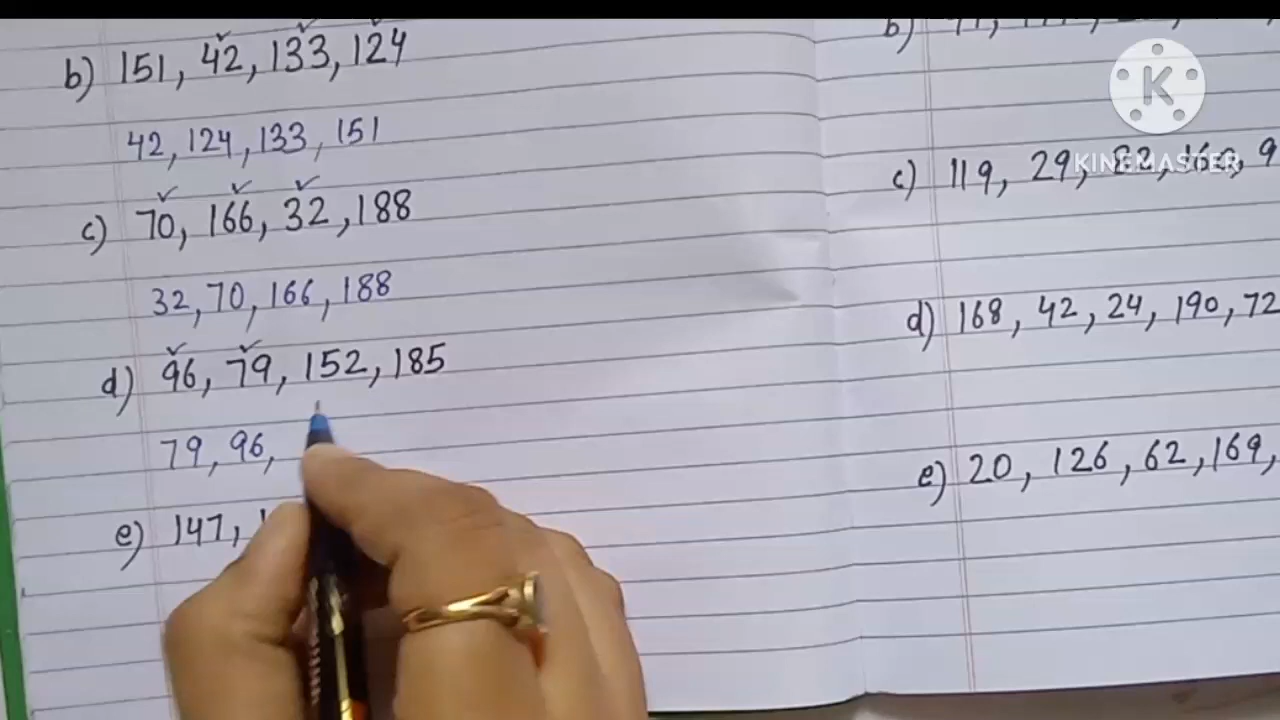 b) 151, 42, 133, 124
42, 124, 133, 151
c) 70, 166, 32, 188
32, 70, 166, 188
d) 96, 79, 152, 185
79, 96,
e) 147,
b)
c) 119, 29, 82,
d) 168, 42, 24, 190, 72
e) 20, 126, 62, 169,
K
KINEMASTER